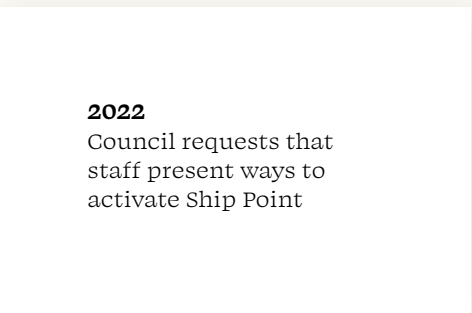 2022
Council requests that
staff present ways to
activate Ship Point